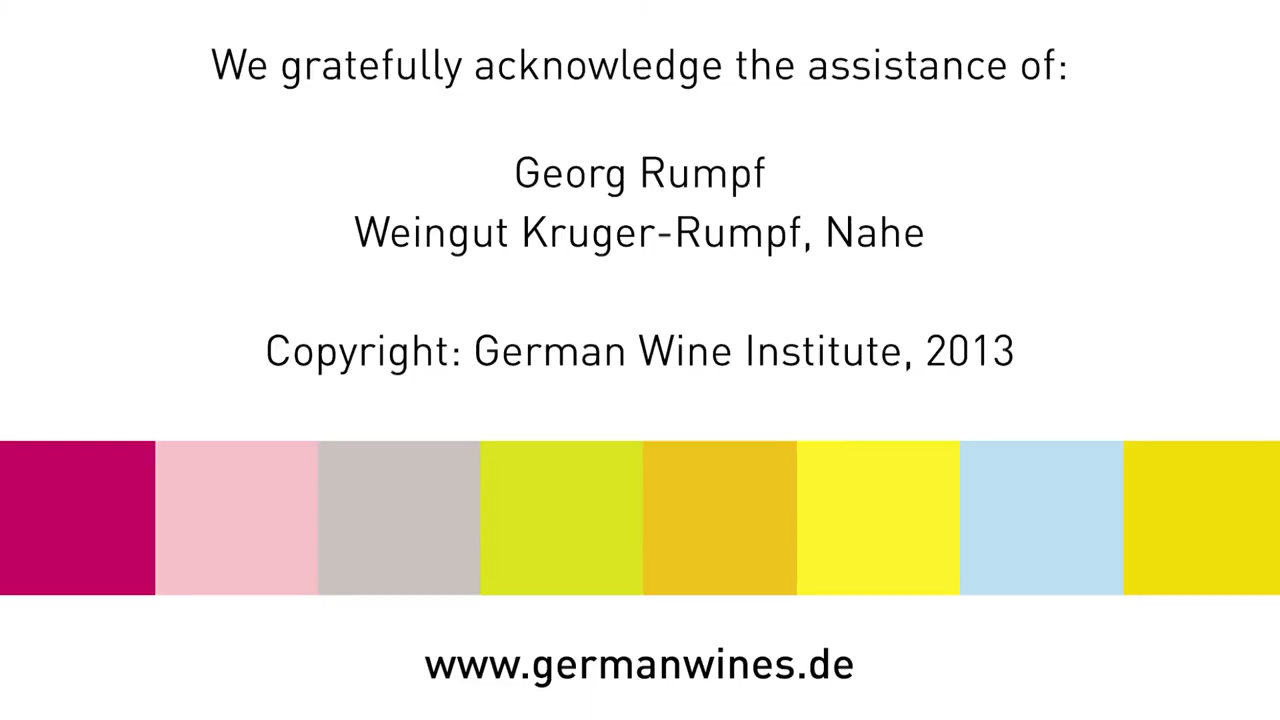 We gratefully acknowledge the assistance of:
Georg Rumpf
Weingut Kruger-Rumpf, Nahe
Copyright: German Wine Institute, 2013
www.germanwines.de